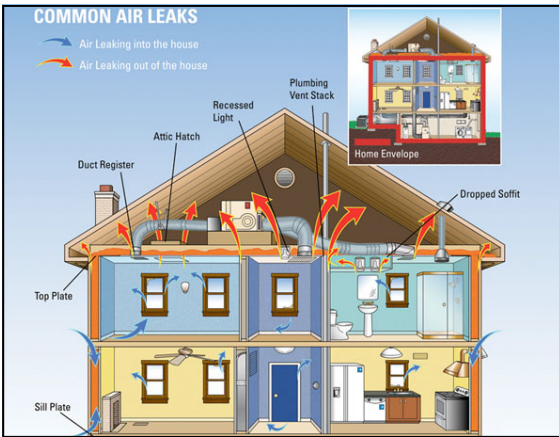 COMMON AIR LEAKS
Air Leaking into the house
Air Leaking out of the house
Home Envelope
Plumbing
Vent Stack
Recessed
Light
Attic Hatch
Duct Register
Dropped Soffit
Top Plate
Sill Plate